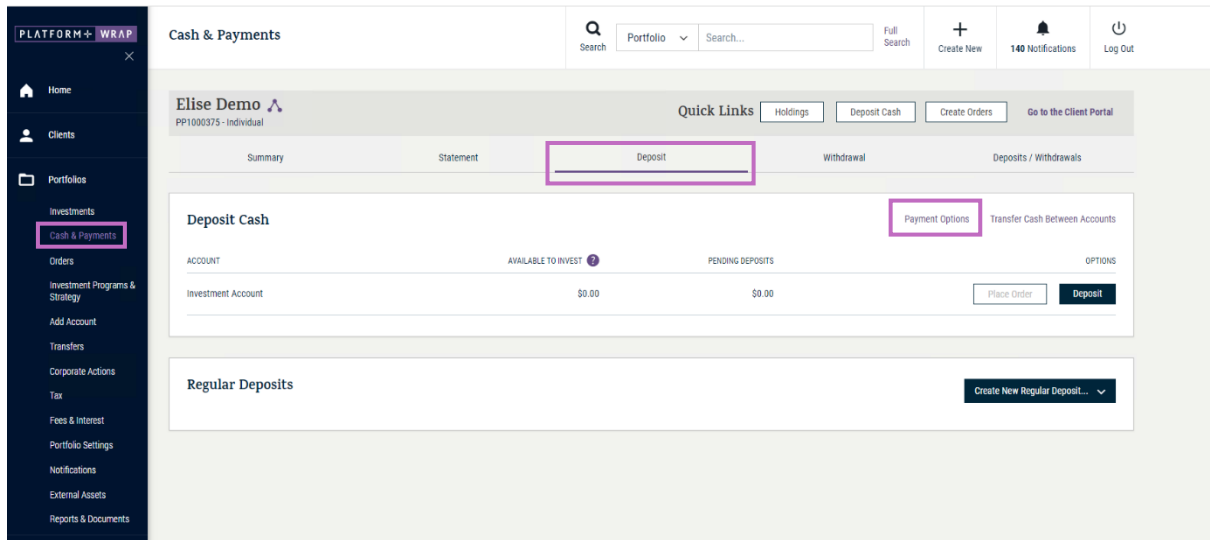 PLATFORM+ WRAP
Home
Clients
Portfolios
Investments
Cash & Payments
Orders
Investment Programs &
Strategy
Add Account
Transfers
Corporate Actions
Tax
Fees & Interest
Portfolio Settings
Notifications
External Assets
Reports & Documents
Cash & Payments
Search
Portfolio
Search...
Full
Search
Create New
140 Notifications
Log Out
Elise Demo
PP1000375 - Individual
Quick Links Holdings Deposit Cash Create Orders Go to the Client Portal
Summary Statement Deposit Withdrawal Deposits / Withdrawals
Deposit Cash Payment Options Transfer Cash Between Accounts
ACCOUNT AVAILABLE TO INVEST ? PENDING DEPOSITS OPTIONS
Investment Account $0.00 $0.00 Place Order Deposit
Regular Deposits Create New Regular Deposit...